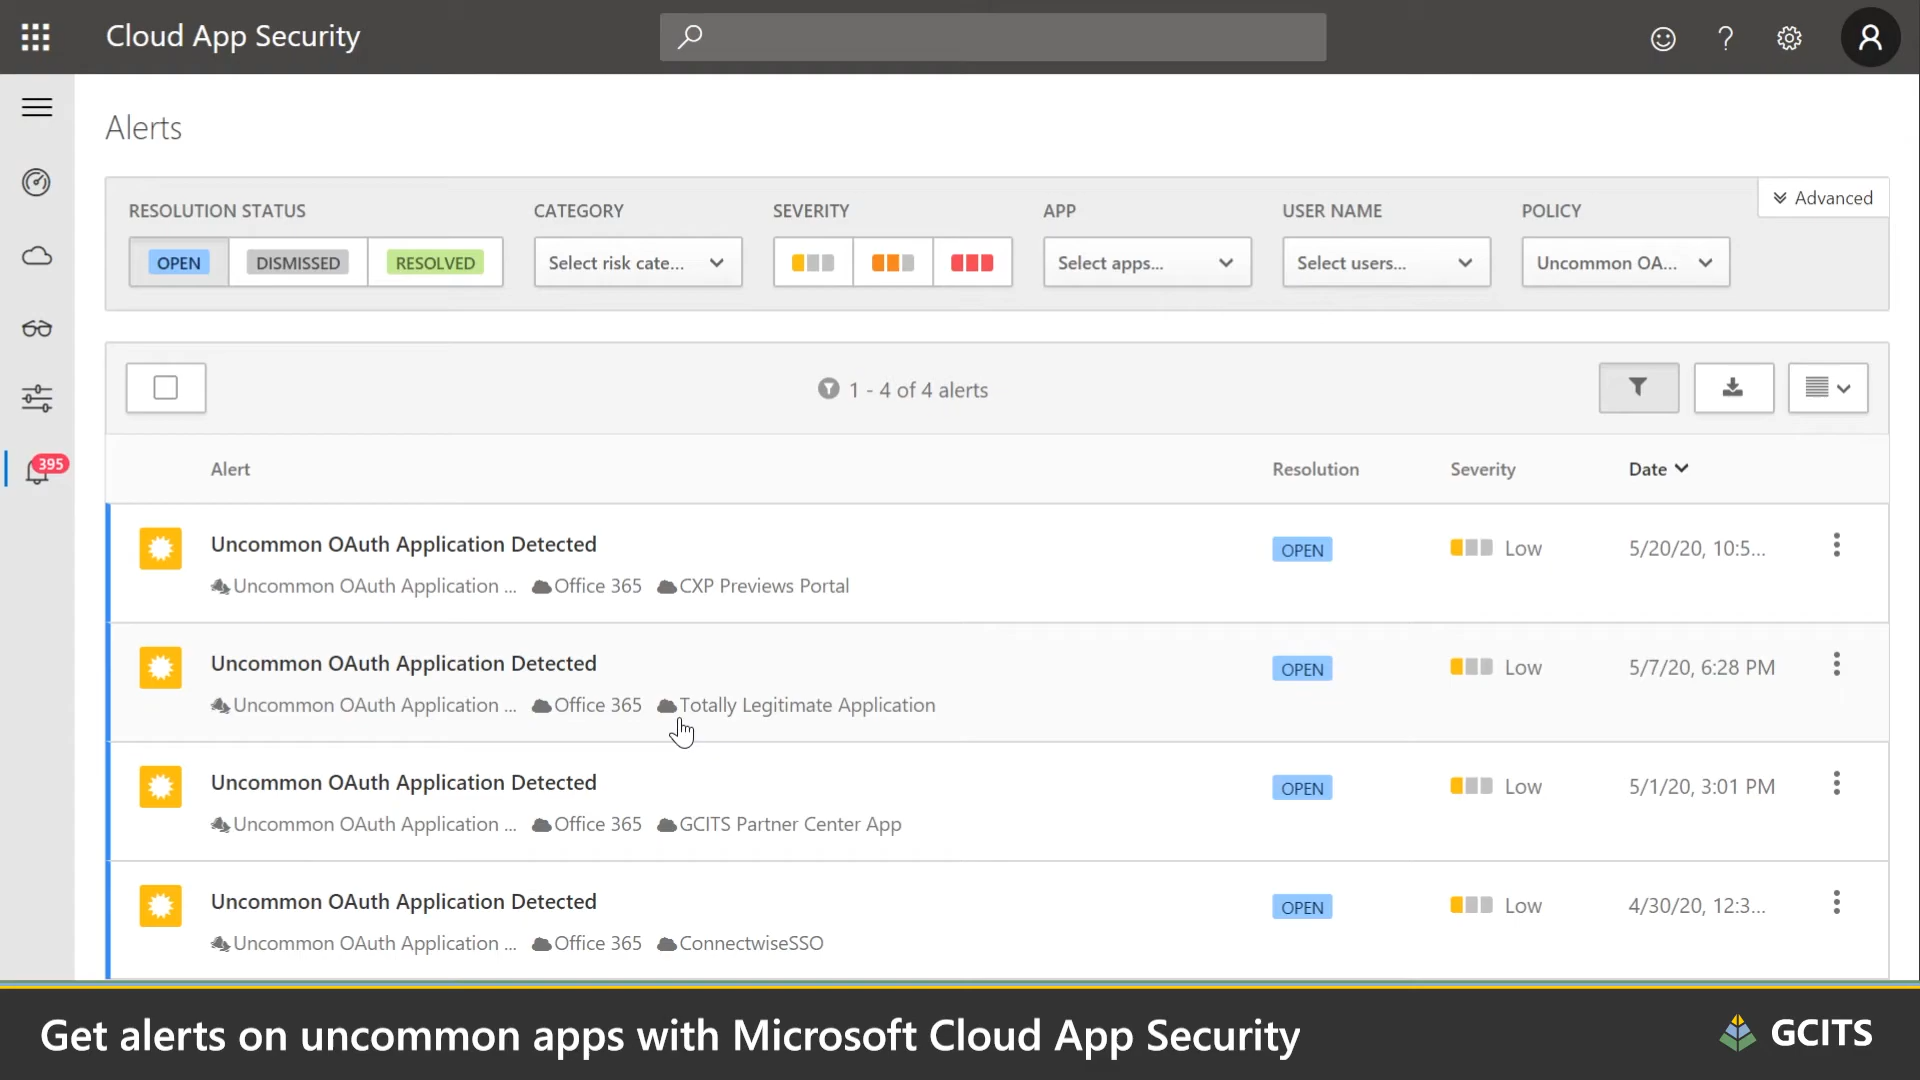 Cloud App Security
Alerts
Advanced
RESOLUTION STATUS CATEGORY SEVERITY APP USER NAME POLICY
OPEN DISMISSED RESOLVED Select risk cate... Select apps... Select users... Uncommon OA...
1 - 4 of 4 alerts
395
Alert Resolution Severity Date
Uncommon OAuth Application Detected OPEN Low 5/20/20, 10:5...
Uncommon OAuth Application ... Office 365 CXP Previews Portal
Uncommon OAuth Application Detected OPEN Low 5/7/20, 6:28 PM
Uncommon OAuth Application ... Office 365 Totally Legitimate Application
Uncommon OAuth Application Detected OPEN Low 5/1/20, 3:01 PM
Uncommon OAuth Application ... Office 365 GCITS Partner Center App
Uncommon OAuth Application Detected OPEN Low 4/30/20, 12:3...
Uncommon OAuth Application ... Office 365 ConnectwiseSSO
Get alerts on uncommon apps with Microsoft Cloud App Security GCITS